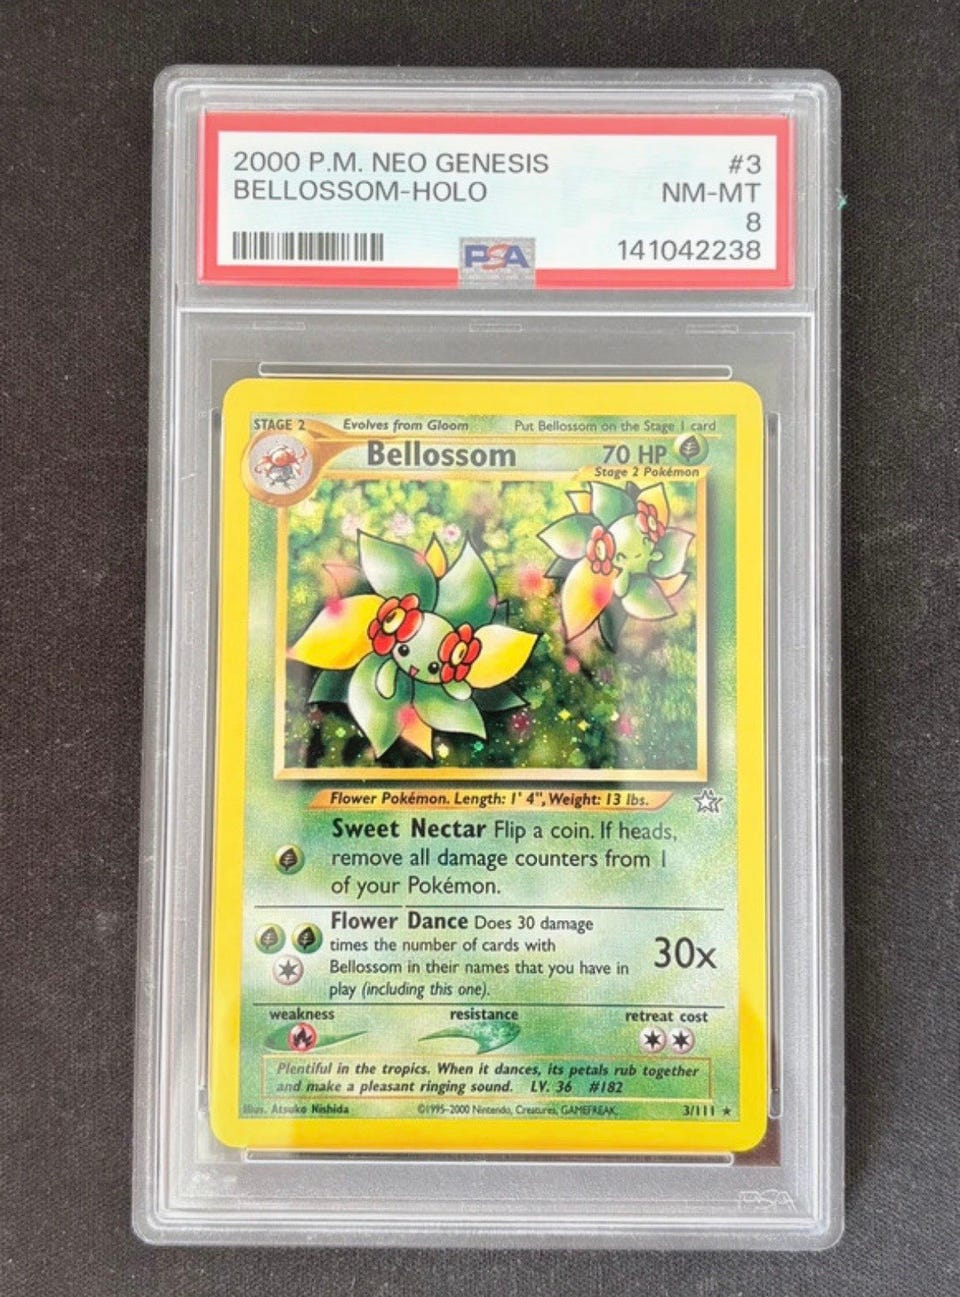 2000 P.M. NEO GENESIS #3
BELLOSSOM-HOLO NM-MT
8
PSA 141042238
STAGE 2 Evolves from Gloom Put Bellossom on the Stage 1 card
Bellossom 70 HP
Stage 2 Pokémon
Flower Pokémon. Length: 1' 4", Weight: 13 lbs.
Sweet Nectar Flip a coin. If heads,
remove all damage counters from 1
of your Pokémon.
Flower Dance Does 30 damage
times the number of cards with
Bellossom in their names that you have in
play (including this one).
30x
weakness resistance retreat cost
Plentiful in the tropics. When it dances, its petals rub together
and make a pleasant ringing sound. LV. 36 #182
Illus. Atsuko Nishida ©1995-2000 Nintendo, Creatures, GAMEFREAK. 3/111 ★
PSA